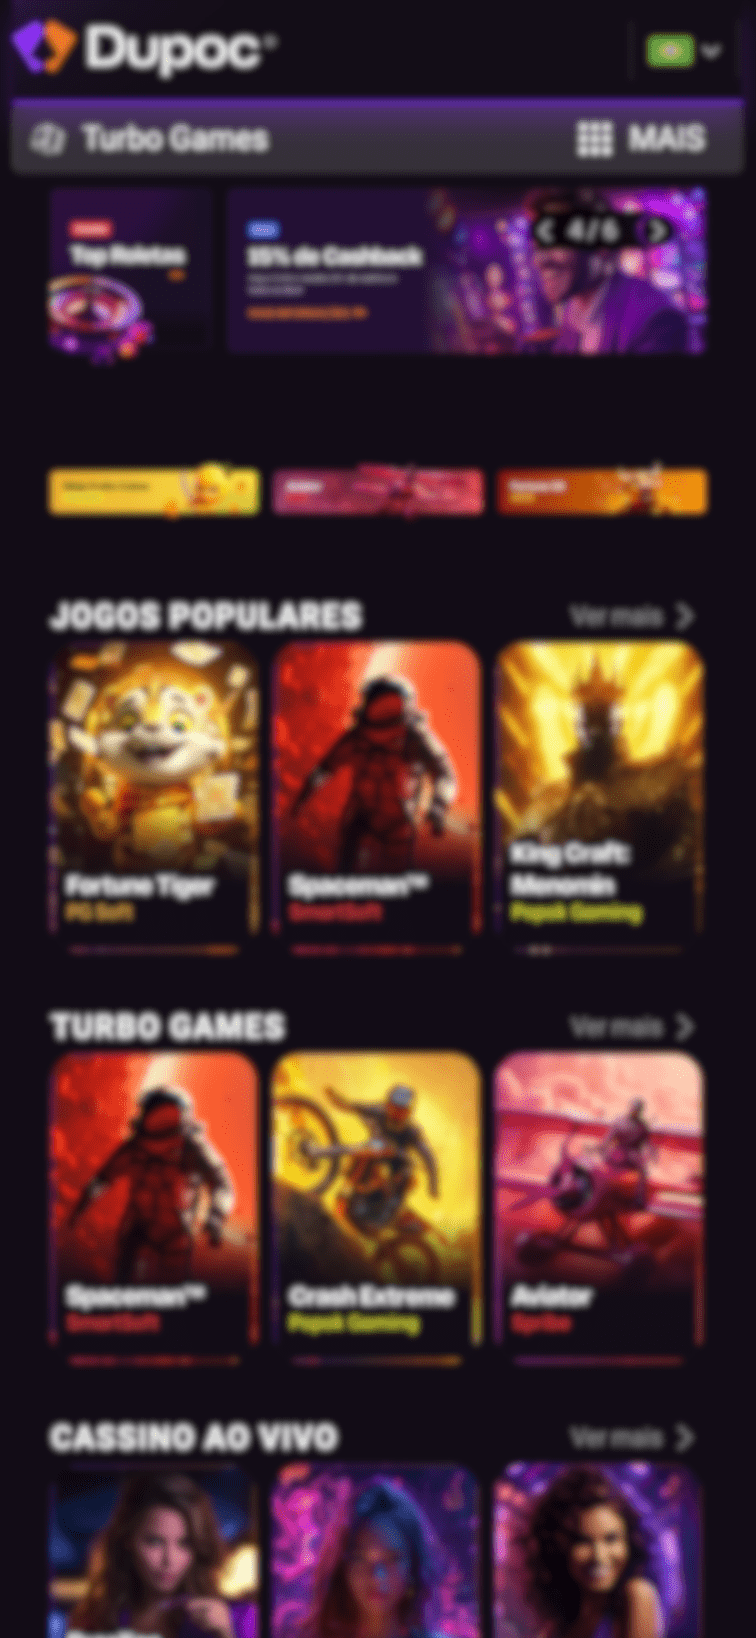 Dupoc
Turbo Games
MAIS
Top Roletas
15% de Cashback
4/6
JOGOS POPULARES
Ver mais
Fortune Tiger
PG Soft
Spaceman™
SmartSoft
King Craft:
Menomin
Popok Gaming
TURBO GAMES
Ver mais
Spaceman™
SmartSoft
Crash Extreme
Popok Gaming
Aviator
Spribe
CASSINO AO VIVO
Ver mais